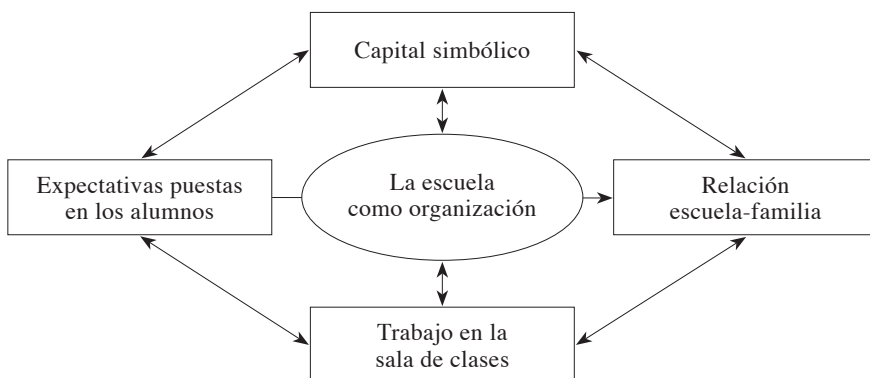 Capital simbólico
Expectativas puestas
en los alumnos
La escuela
como organización
Relación
escuela-familia
Trabajo en la
sala de clases